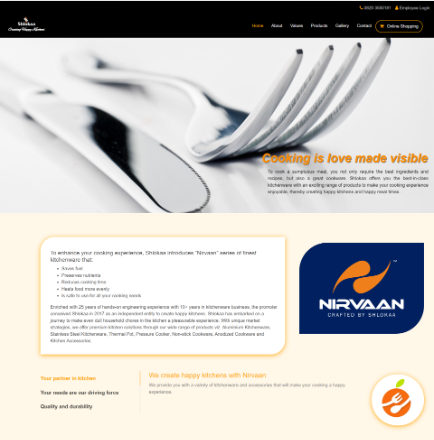 Employee Login
Shlokas
Creating Happy Kitchens
Home About Values Products Gallery Contact Online Shopping
Cooking is love made visible
To cook a sumptuous meal, you not only require the best ingredients and
recipes, but also a great cookware. Shlokas offers you the best-in-class
kitchenware with an exciting range of products to make your cooking experience
enjoyable, thereby creating happy kitchens and happy meal times
To enhance your cooking experience, Shlokas introduces "Nirvaan" series of finest
kitchenware that:
Saves fuel
Preserves nutrients
Reduces cooking time
Heats food more evenly
Is safe to use for all your cooking needs
Enriched with 25 years of hands-on engineering experience with 10+ years in kitchenware business, the promoter
conceived Shlokas in 2017 as an independent entity to create happy kitchens. Shlokas has embarked on a
journey to make even dull household chores in the kitchen a pleasurable experience. With unique market
strategies, we offer premium kitchen solutions through our wide range of products viz. Aluminium Kitchenware,
Stainless Steel Kitchenware, Thermal Pot, Pressure Cooker, Non-stick Cookware, Anodized Cookware and
Kitchen Accessories.
TM
NIRVAAN
CRAFTED BY SHLOKAS
Your partner in kitchen
Your needs are our driving force
Quality and durability
We create happy kitchens with Nirvaan
We provide you with a variety of kitchenware and accessories that will make your cooking a happy
experience.